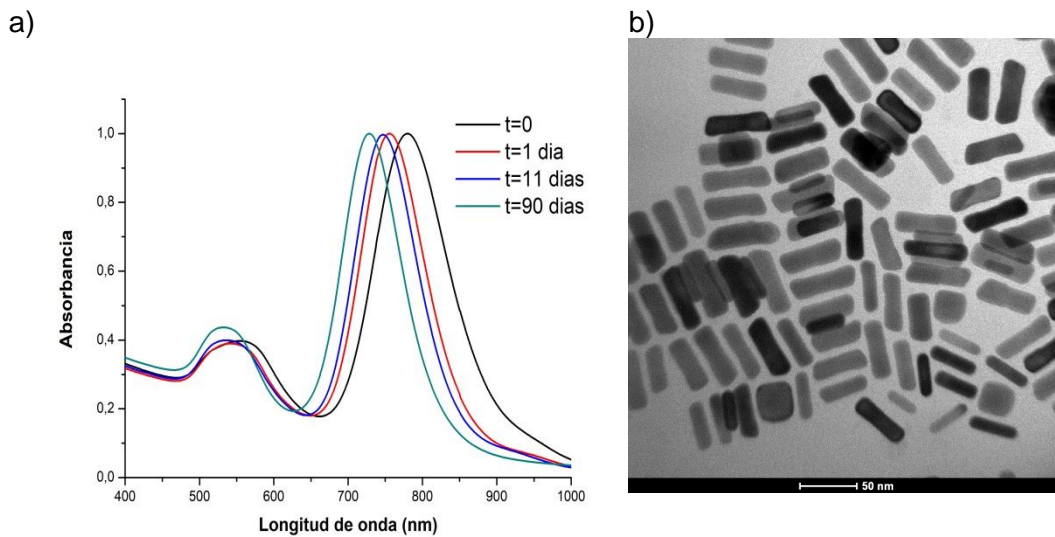 a)
b)
1,0
0,8
0,6
0,4
0,2
0,0
400 500 600 700 800 900 1000
Absorbancia
Longitud de onda (nm)
t=0
t=1 dia
t=11 dias
t=90 dias
50 nm